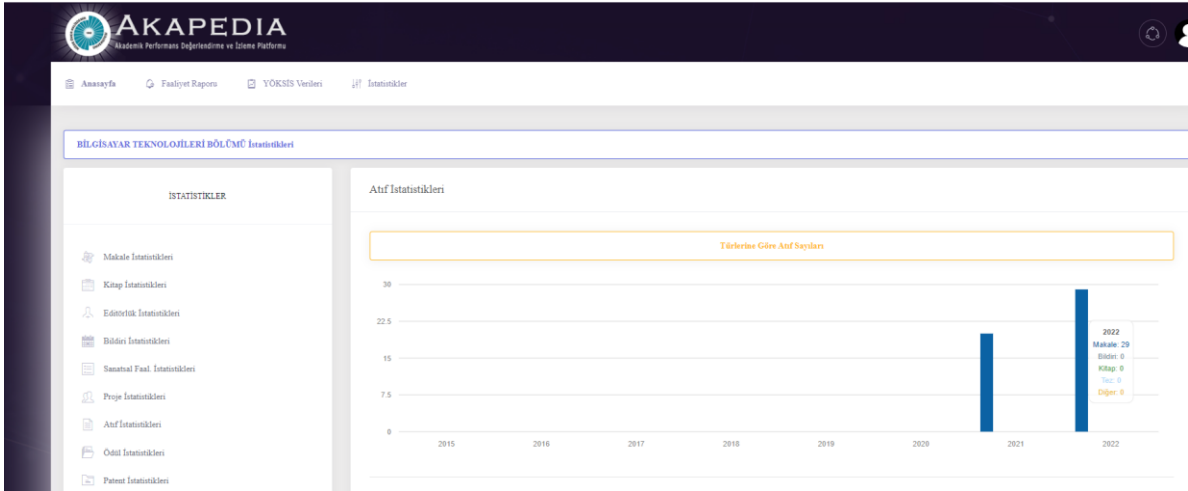 AKAPEDIA
Akademik Performans Değerlendirme ve İzleme Platformu
Anasayfa Faaliyet Raporu YÖKSİS Verileri İstatistikler
BİLGİSAYAR TEKNOLOJİLERİ BÖLÜMÜ İstatistikleri
İSTATİSTİKLER
Makale İstatistikleri
Kitap İstatistikleri
Editörlük İstatistikleri
Bildiri İstatistikleri
Sanatsal Faal. İstatistikleri
Proje İstatistikleri
Atıf İstatistikleri
Ödül İstatistikleri
Patent İstatistikleri
Atıf İstatistikleri
Türlerine Göre Atıf Sayıları
30
22.5
15
7.5
0
2015 2016 2017 2018 2019 2020 2021 2022
2022
Makale: 29
Bildiri: 0
Kitap: 0
Tez: 0
Diğer: 0